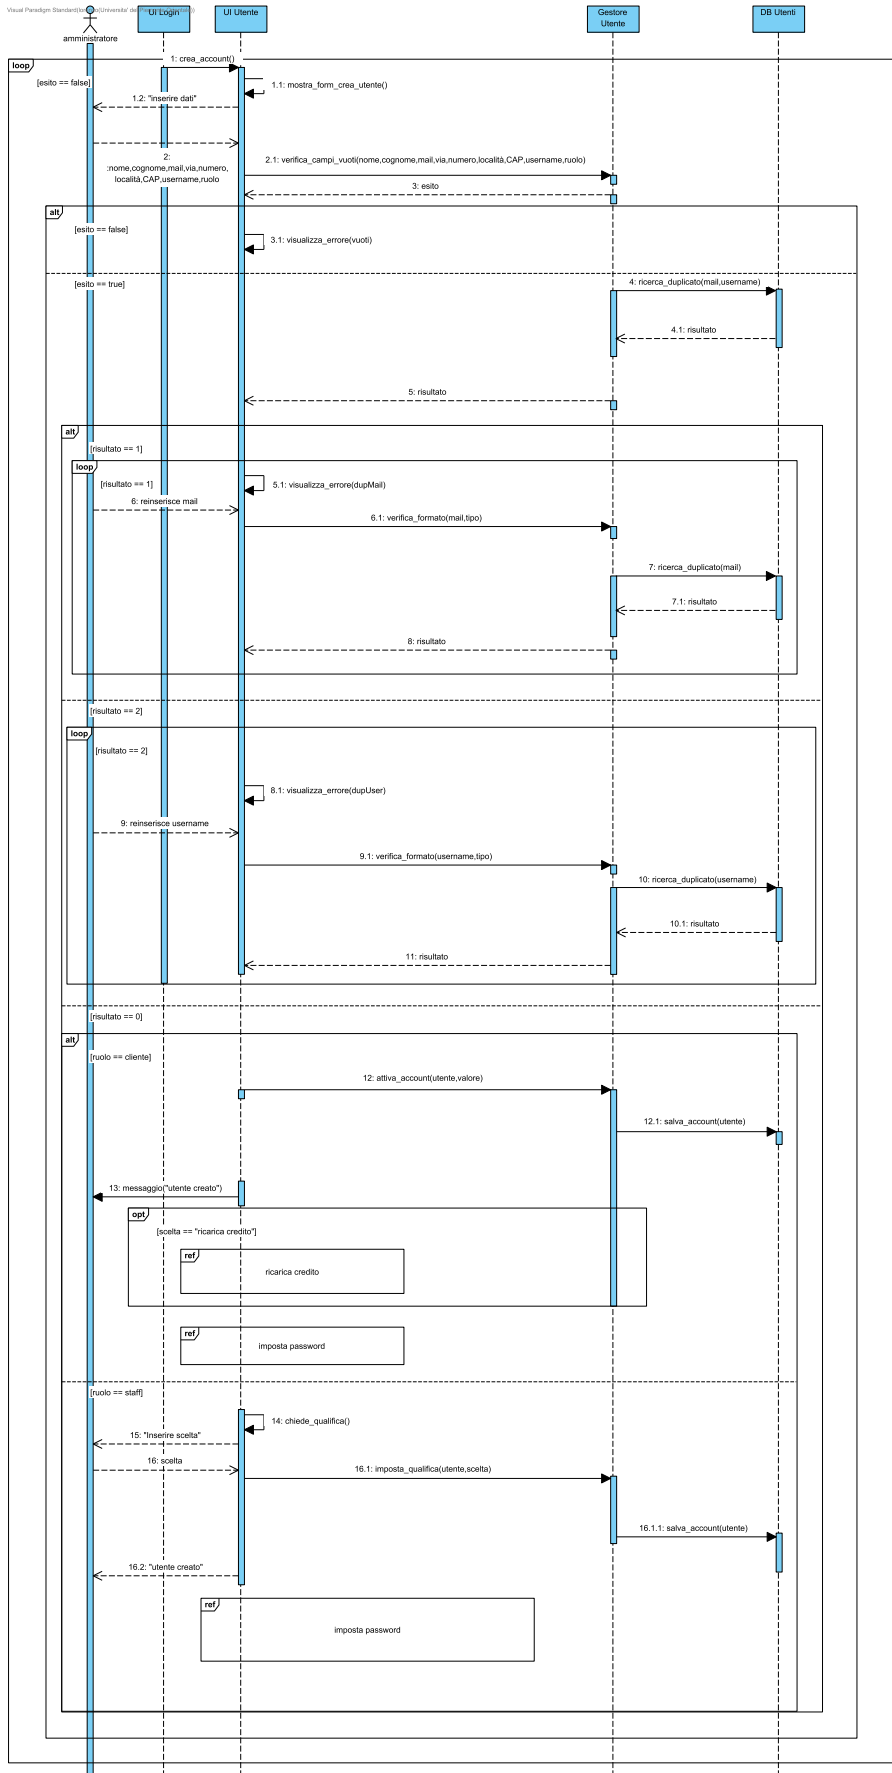 Visual Paradigm Standard
amministratore
UI Login
UI Utente
Gestore
Utente
DB Utenti
loop
[esito == false]
1: crea_account()
1.1: mostra_form_crea_utente()
1.2: "inserire dati"
2:
:nome,cognome,mail,via,numero,
località,CAP,username,ruolo
2.1: verifica_campi_vuoti(nome,cognome,mail,via,numero,località,CAP,username,ruolo)
3: esito
alt
[esito == false]
3.1: visualizza_errore(vuoti)
[esito == true]
4: ricerca_duplicato(mail,username)
4.1: risultato
5: risultato
alt
[risultato == 1]
loop
[risultato == 1]
5.1: visualizza_errore(dupMail)
6: reinserisce mail
6.1: verifica_formato(mail,tipo)
7: ricerca_duplicato(mail)
7.1: risultato
8: risultato
[risultato == 2]
loop
[risultato == 2]
8.1: visualizza_errore(dupUser)
9: reinserisce username
9.1: verifica_formato(username,tipo)
10: ricerca_duplicato(username)
10.1: risultato
11: risultato
[risultato == 0]
alt
[ruolo == cliente]
12: attiva_account(utente,valore)
12.1: salva_account(utente)
13: messaggio("utente creato")
opt
[scelta == "ricarica credito"]
ref
ricarica credito
ref
imposta password
[ruolo == staff]
14: chiede_qualifica()
15: "Inserire scelta"
16: scelta
16.1: imposta_qualifica(utente,scelta)
16.1.1: salva_account(utente)
16.2: "utente creato"
ref
imposta password